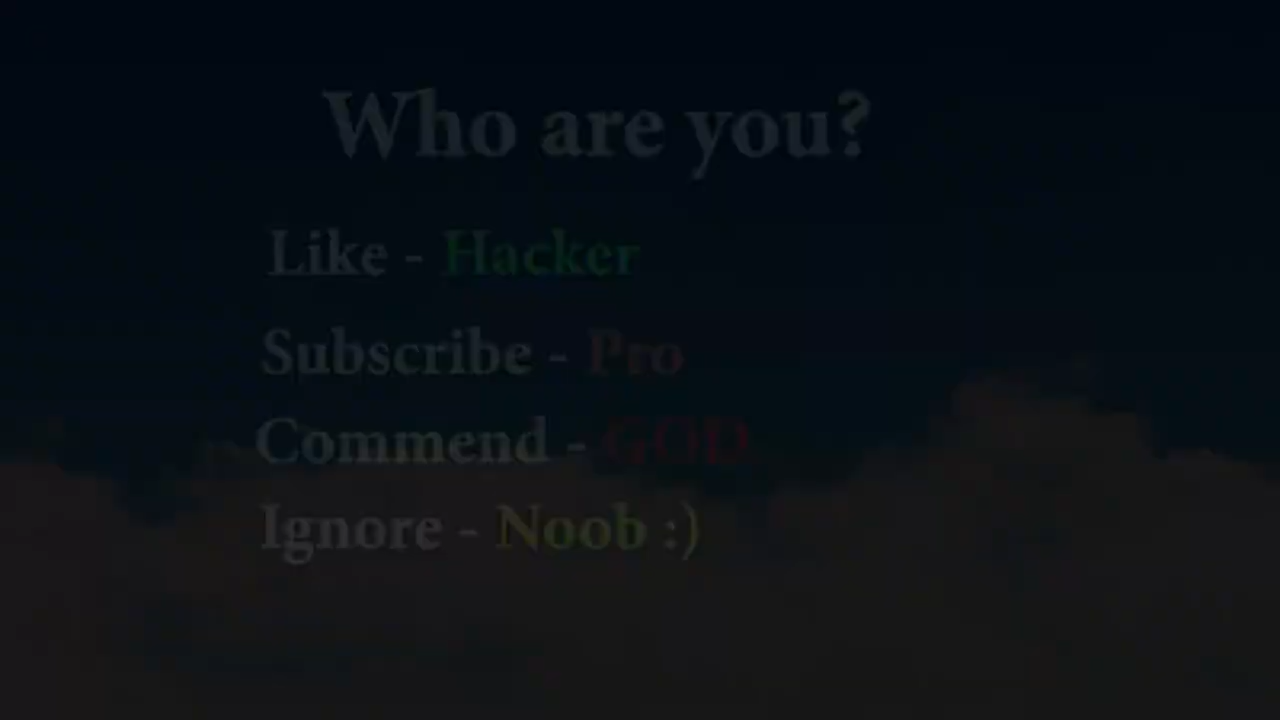 Who are you?
Like - Hacker
Subscribe - Pro
Commend - GOD
Ignore - Noob :)